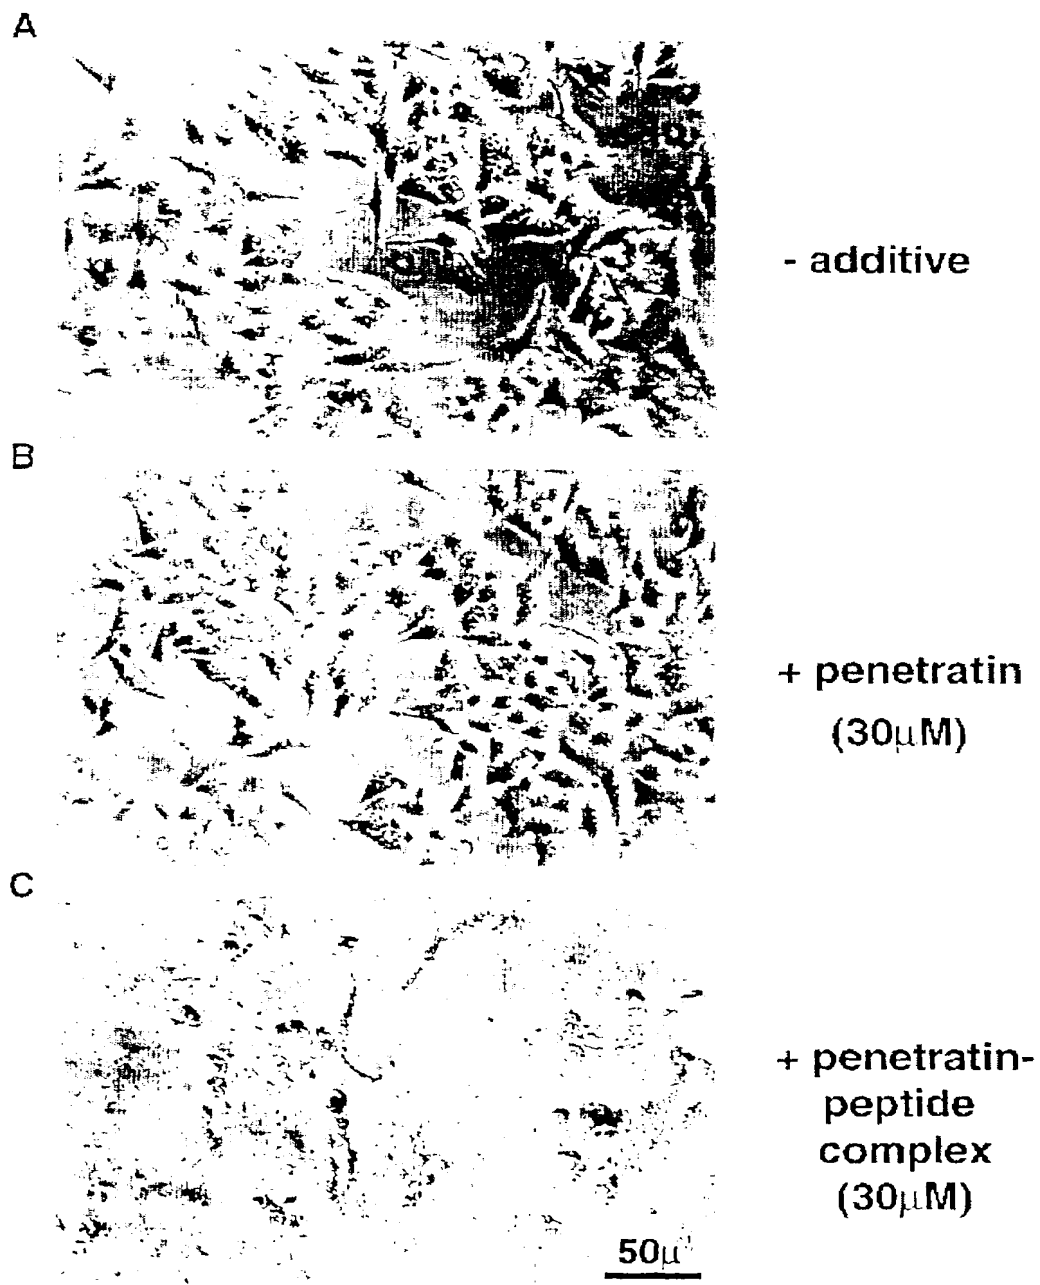 A
- additive
B
+ penetratin
(30μM)
C
+ penetratin-
peptide
complex
(30μM)
50μ